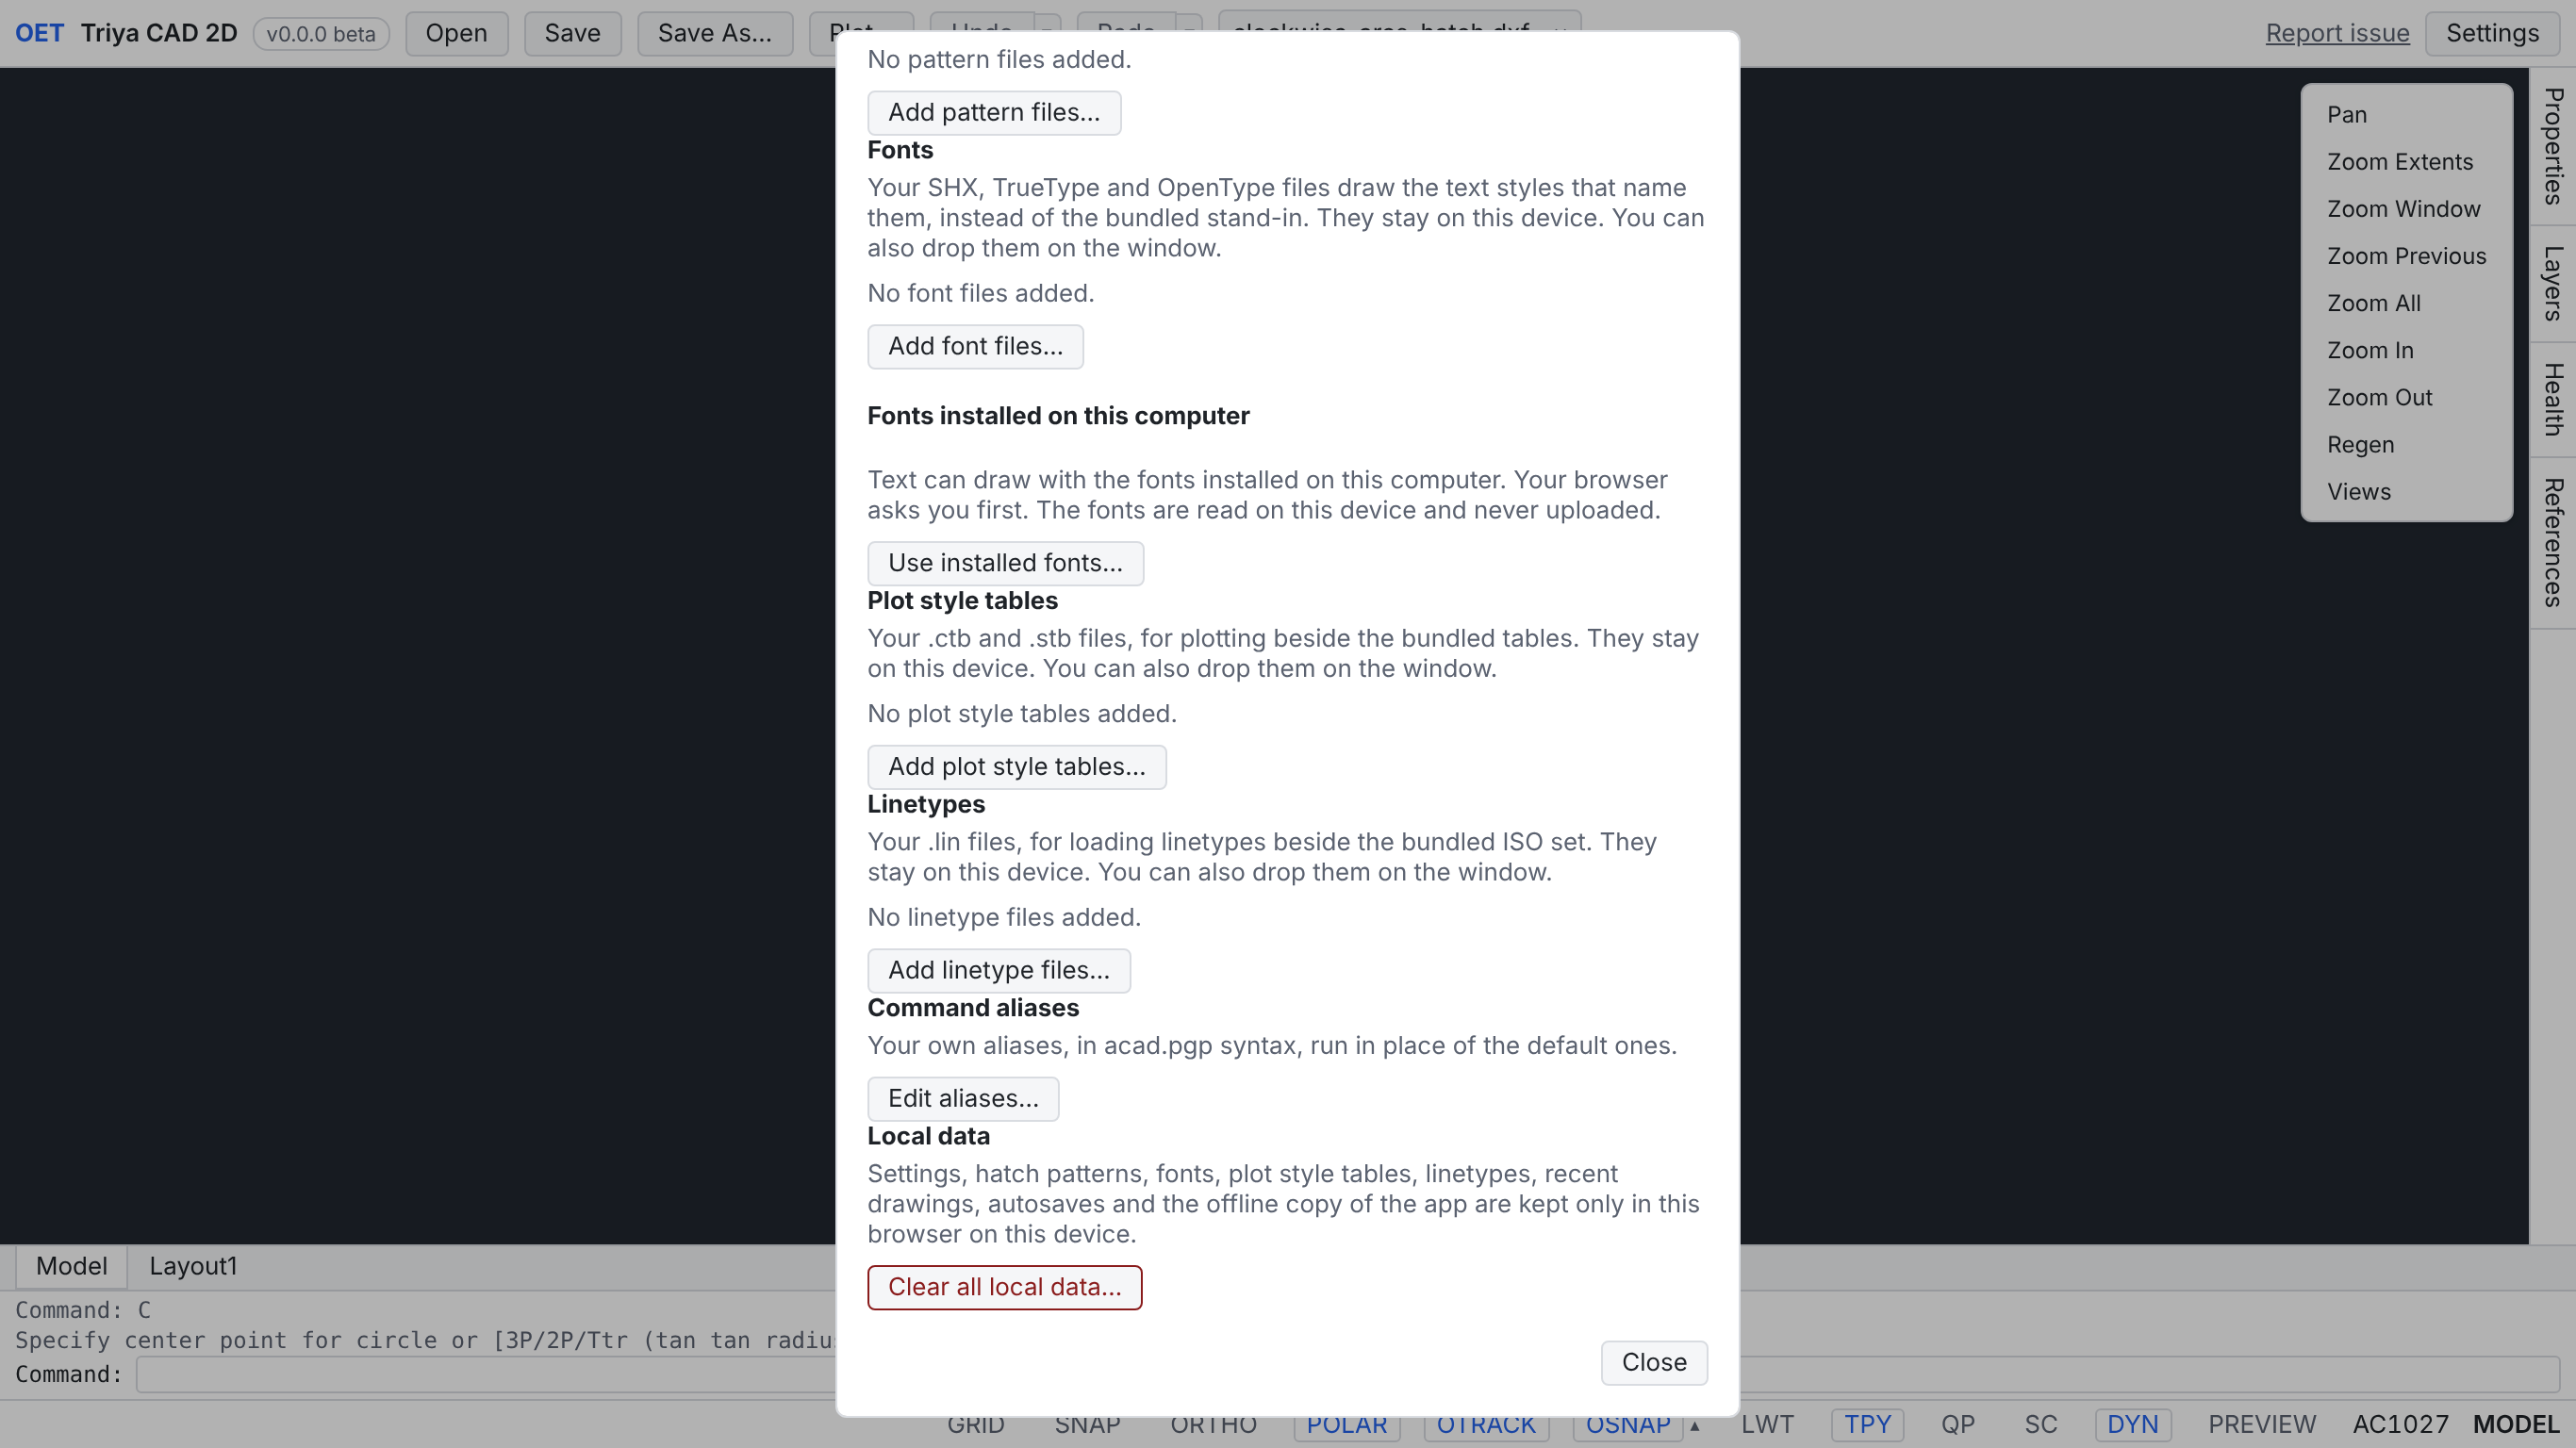 OET Triya CAD 2D v0.0.0 beta Open Save Save As... Plot... Undo Redo clockwise-arcs-hatch.dxf Report issue Settings
No pattern files added.
Add pattern files...
Fonts
Your SHX, TrueType and OpenType files draw the text styles that name
them, instead of the bundled stand-in. They stay on this device. You can
also drop them on the window.
No font files added.
Add font files...
Fonts installed on this computer
Text can draw with the fonts installed on this computer. Your browser
asks you first. The fonts are read on this device and never uploaded.
Use installed fonts...
Plot style tables
Your .ctb and .stb files, for plotting beside the bundled tables. They stay
on this device. You can also drop them on the window.
No plot style tables added.
Add plot style tables...
Linetypes
Your .lin files, for loading linetypes beside the bundled ISO set. They
stay on this device. You can also drop them on the window.
No linetype files added.
Add linetype files...
Command aliases
Your own aliases, in acad.pgp syntax, run in place of the default ones.
Edit aliases...
Local data
Settings, hatch patterns, fonts, plot style tables, linetypes, recent
drawings, autosaves and the offline copy of the app are kept only in this
browser on this device.
Clear all local data...
Close
Pan
Zoom Extents
Zoom Window
Zoom Previous
Zoom All
Zoom In
Zoom Out
Regen
Views
Properties
Layers
Health
References
Model Layout1
Command: C
Specify center point for circle or [3P/2P/Ttr (tan tan radiu
Command:
GRID SNAP ORTHO POLAR OTRACK OSNAP ▲ LWT TPY QP SC DYN PREVIEW AC1027 MODEL